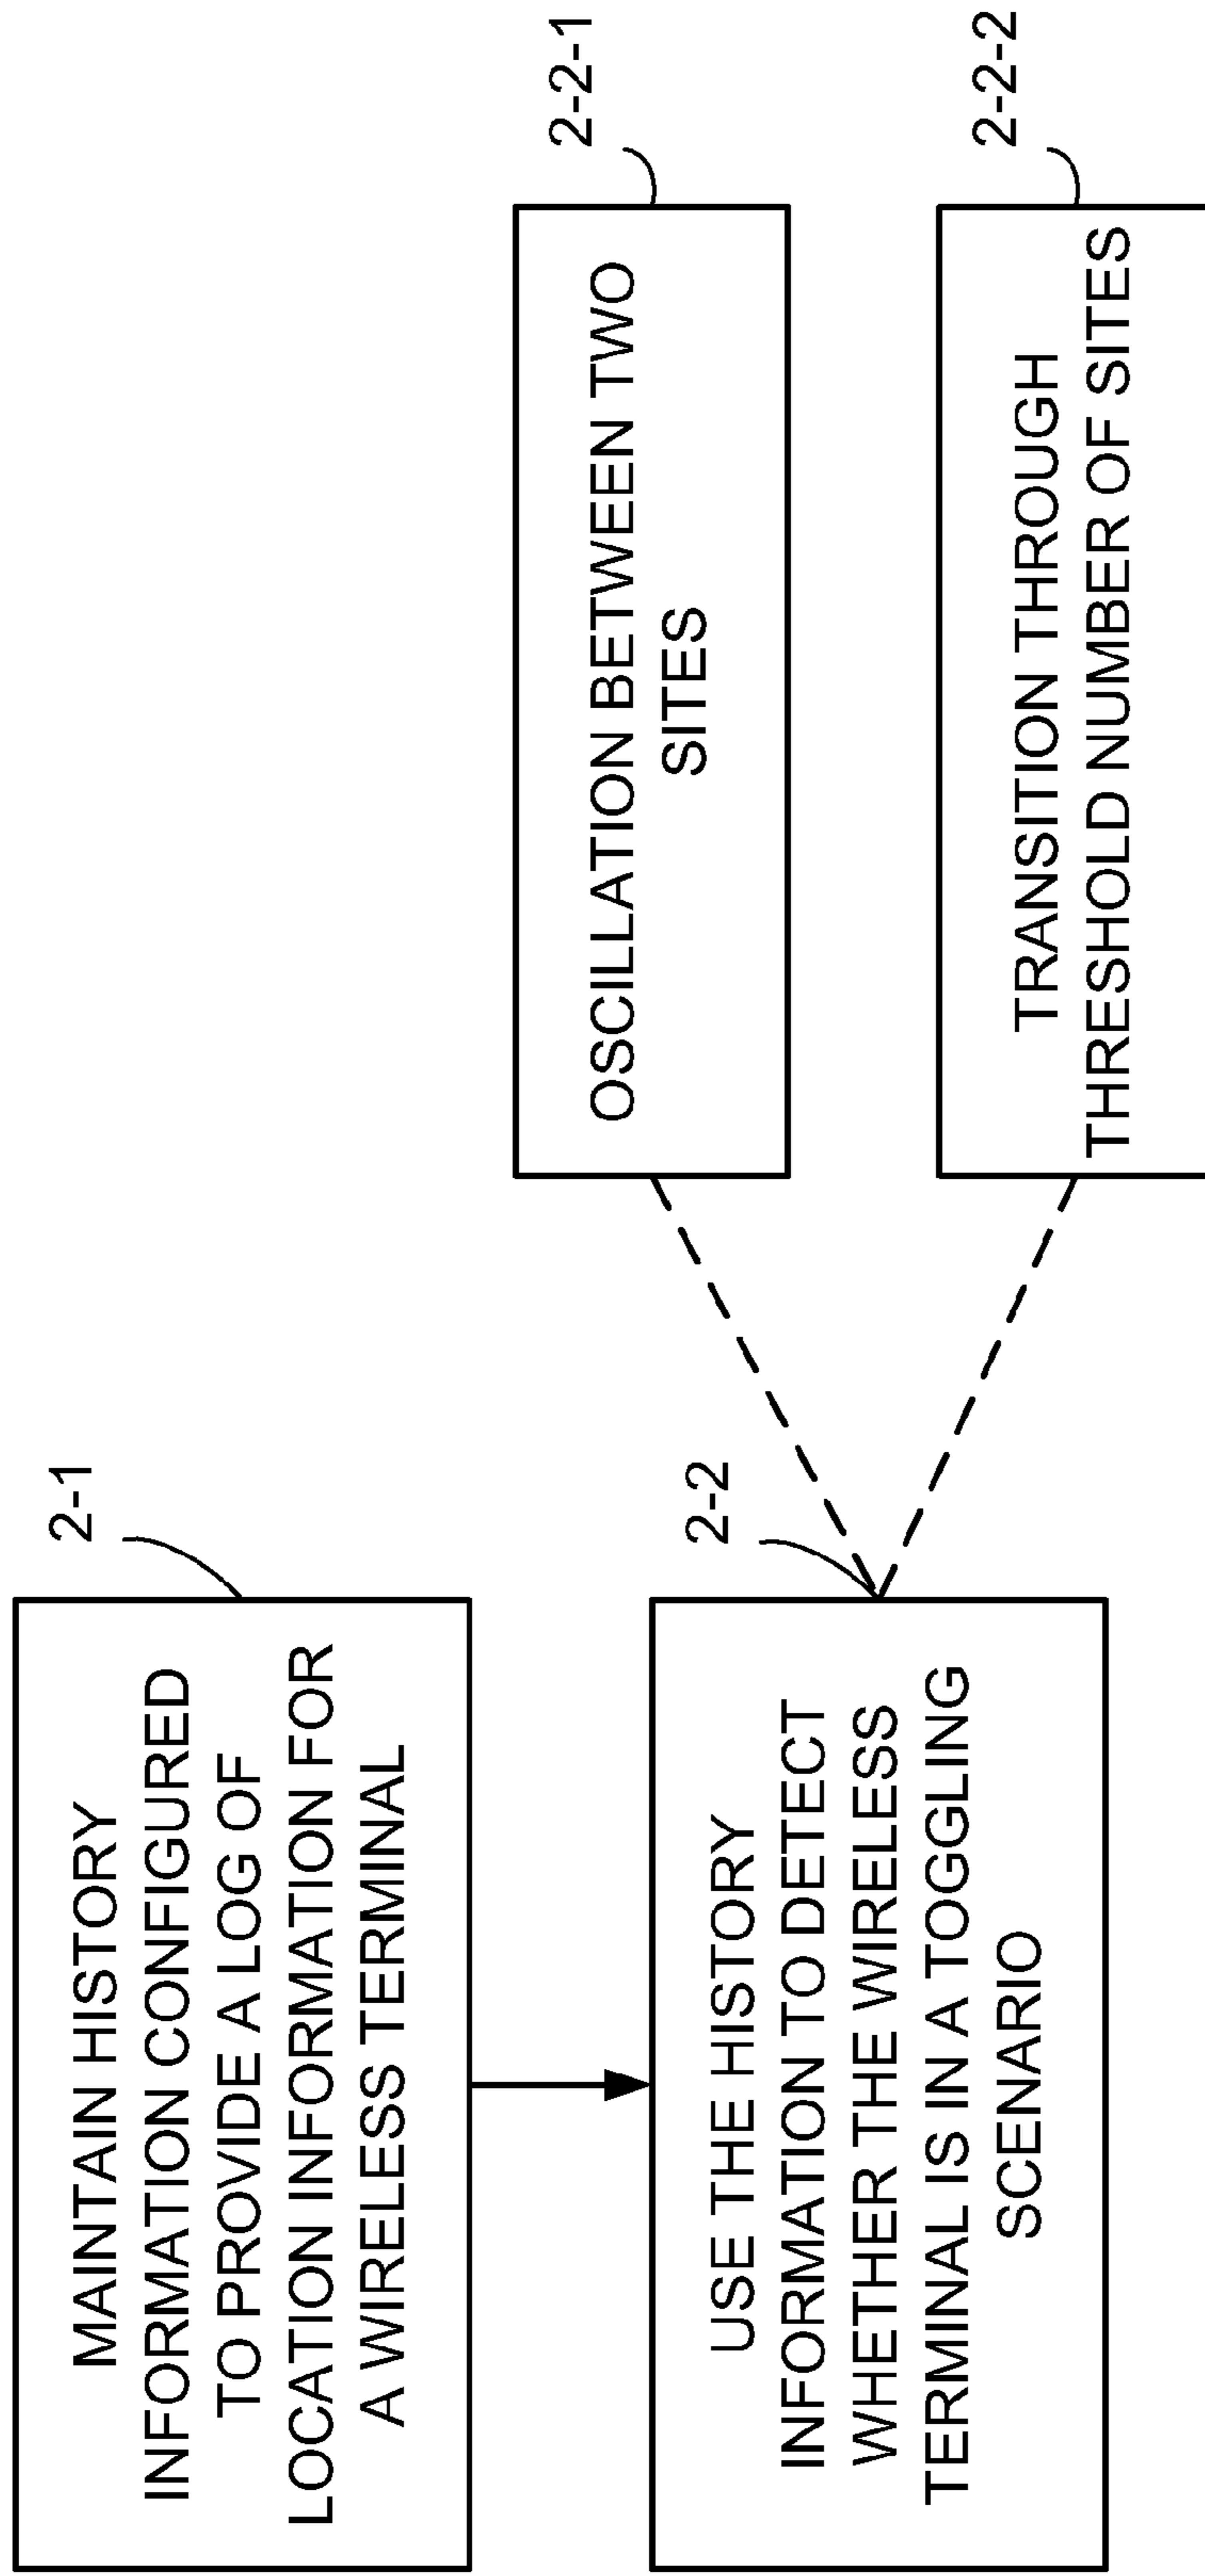 2-1
MAINTAIN HISTORY
INFORMATION CONFIGURED
TO PROVIDE A LOG OF
LOCATION INFORMATION FOR
A WIRELESS TERMINAL
2-2
USE THE HISTORY
INFORMATION TO DETECT
WHETHER THE WIRELESS
TERMINAL IS IN A TOGGLING
SCENARIO
2-2-1
OSCILLATION BETWEEN TWO
SITES
2-2-2
TRANSITION THROUGH
THRESHOLD NUMBER OF SITES